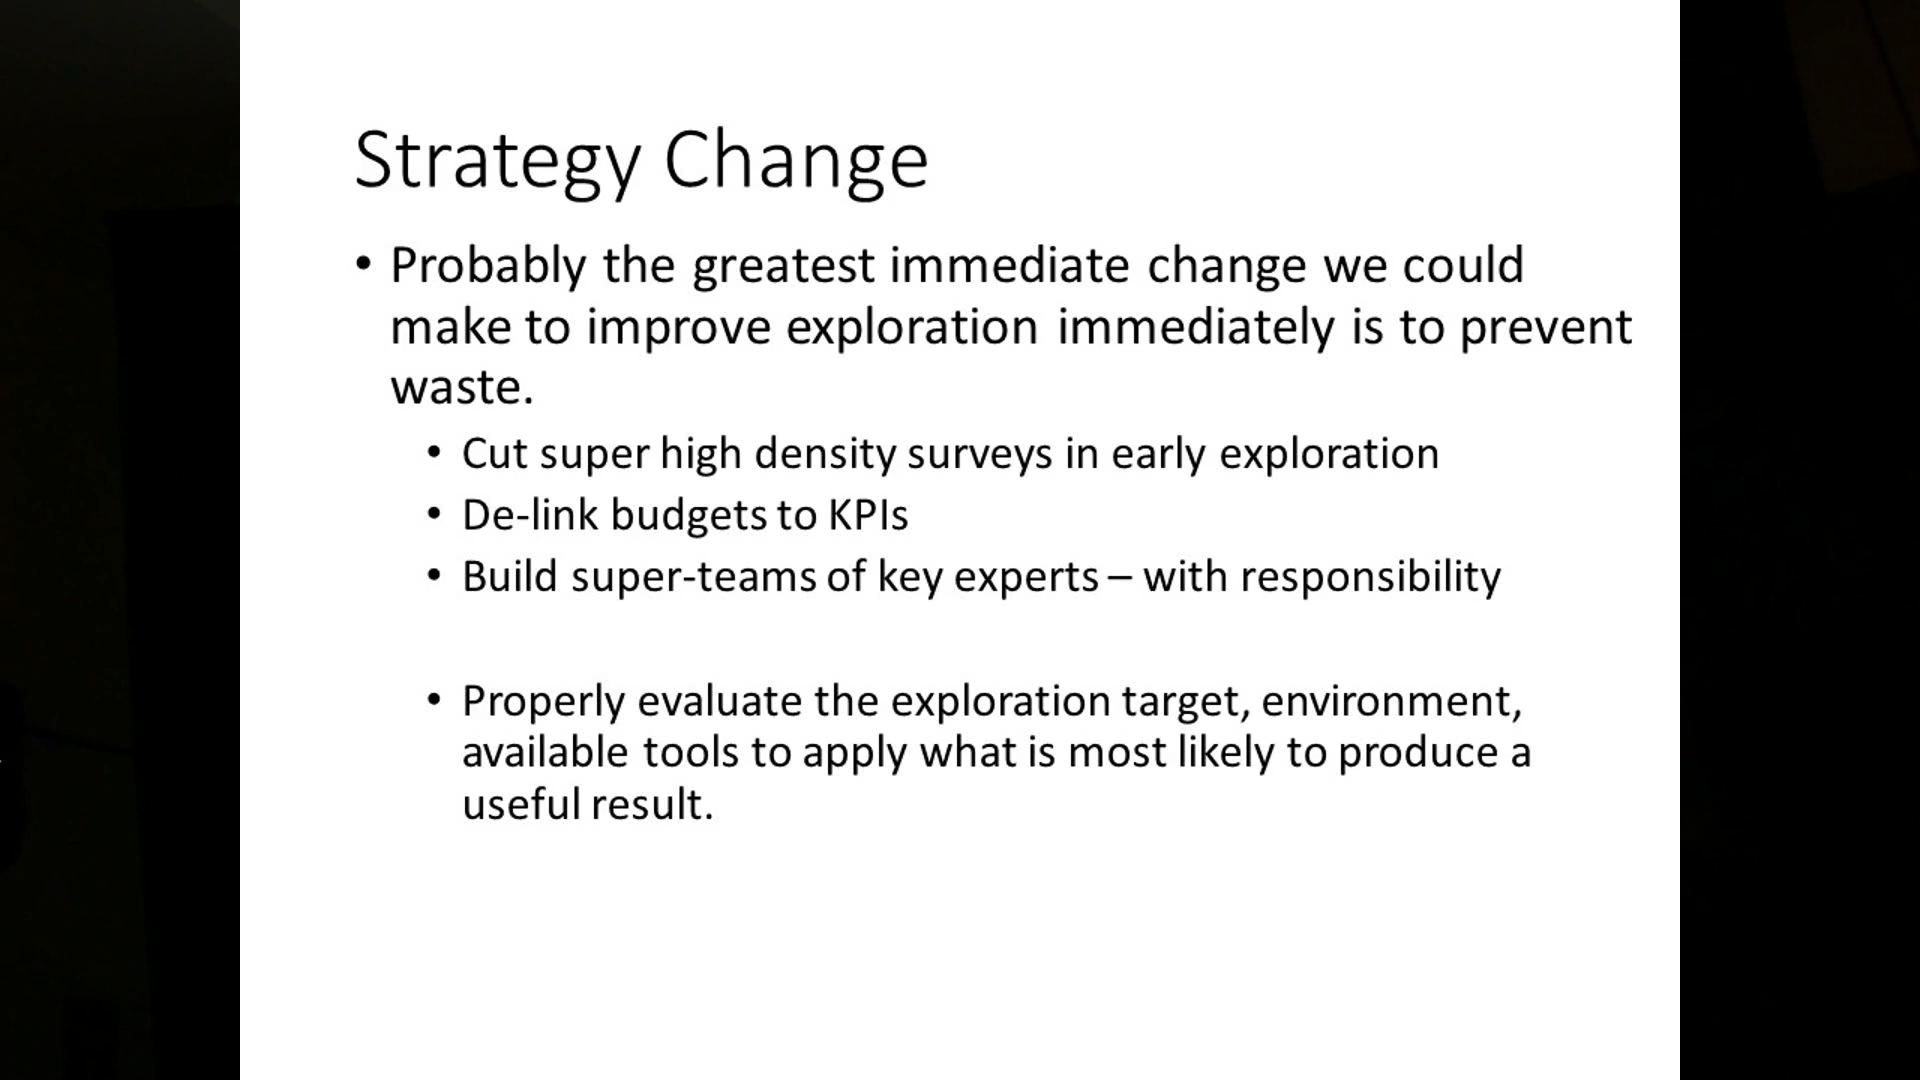 Strategy Change
• Probably the greatest immediate change we could
make to improve exploration immediately is to prevent
waste.
• Cut super high density surveys in early exploration
• De-link budgets to KPIs
• Build super-teams of key experts – with responsibility
• Properly evaluate the exploration target, environment,
available tools to apply what is most likely to produce a
useful result.